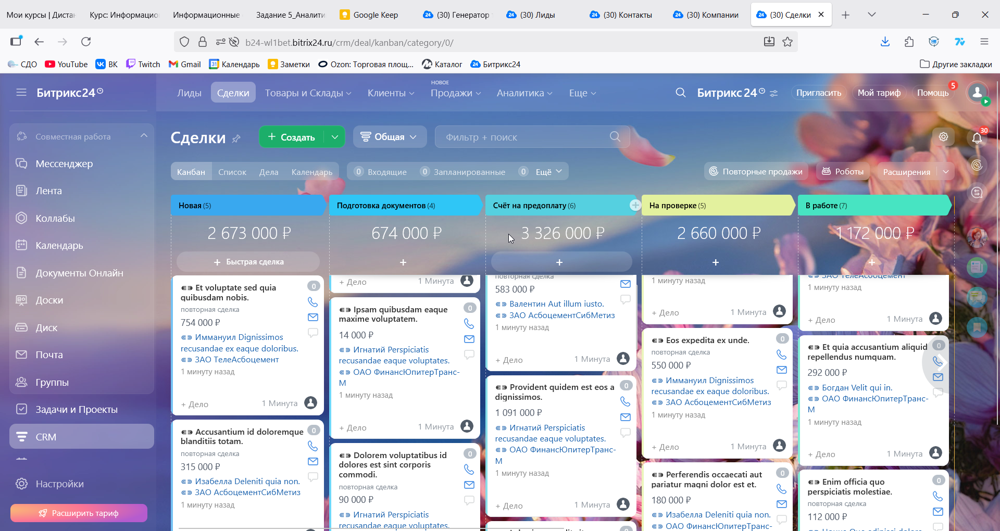 Мои курсы | Диста
Курс: Информацио
Информационные
Задание 5_Аналити
Google Keep
(30) Генератор
(30) Лиды
(30) Контакты
(30) Компании
(30) Сделки
b24-wl1bet.bitrix24.ru/crm/deal/kanban/category/0/
СДО
YouTube
ВК
Twitch
Gmail
Календарь
Заметки
Ozon: Торговая площ...
Каталог
Битрикс24
Другие закладки
Битрикс24
Лиды
Сделки
Товары и Склады
Клиенты
НОВОЕ
Продажи
Аналитика
Еще
Битрикс 24
Пригласить
Мой тариф
Помощь
5
Совместная работа
Мессенджер
Лента
Коллабы
Календарь
Документы Онлайн
Доски
Диск
Почта
Группы
Задачи и Проекты
CRM
Настройки
Расширить тариф
Сделки
+ Создать
Общая
Фильтр + поиск
30
Канбан
Список
Дела
Календарь
0 Входящие
0 Запланированные
0 Ещё
Повторные продажи
Роботы
Расширения
Новая (5)
2 673 000 ₽
+ Быстрая сделка
Et voluptate sed quia
quibusdam nobis.
0
повторная сделка
754 000 ₽
Иммануил Dignissimos
recusandae ex eaque doloribus.
ЗАО ТелеАсбоцемент
1 минуту назад
+ Дело
1 Минута
Accusantium id doloremque
blanditiis totam.
0
повторная сделка
315 000 ₽
Изабелла Deleniti quia non.
ЗАО АсбоцементСибМетиз
1 минуту назад
Подготовка документов (4)
674 000 ₽
+
+ Дело
1 Минута
Ipsam quibusdam eaque
maxime voluptatem.
0
14 000 ₽
Игнатий Perspiciatis
recusandae eaque voluptates.
ОАО ФинансЮпитерТранс-
М
1 минуту назад
+ Дело
1 Минута
Dolorem voluptatibus id
dolores est sint corporis
commodi.
0
повторная сделка
90 000 ₽
Игнатий Perspiciatis
recusandae eaque voluptates.
Счёт на предоплату (6)
3 326 000 ₽
+
повторная сделка
583 000 ₽
Валентин Aut illum iusto.
ЗАО АсбоцементСибМетиз
1 минуту назад
+ Дело
1 Минута
Provident quidem est eos a
dignissimos.
0
1 091 000 ₽
Игнатий Perspiciatis
recusandae eaque voluptates.
ОАО ФинансЮпитерТранс-
М
1 минуту назад
+ Дело
1 Минута
На проверке (5)
2 660 000 ₽
+
1 минуту назад
+ Дело
1 Минута
Eos expedita ex unde.
0
повторная сделка
550 000 ₽
Иммануил Dignissimos
recusandae ex eaque doloribus.
ЗАО АсбоцементСибМетиз
1 минуту назад
+ Дело
1 Минута
Perferendis occaecati aut
pariatur magni dolor est et.
0
180 000 ₽
Изабелла Deleniti quia non.
ОАО ФинансЮпитерТранс-
В работе (7)
1 172 000 ₽
+
ЗАО ТелеАсбоцемент
1 минуту назад
+ Дело
1 Минута
Et quia accusantium aliquid
repellendus numquam.
0
292 000 ₽
Богдан Velit qui in.
ОАО ФинансЮпитерТранс-
М
1 минуту назад
+ Дело
1 Минута
Enim officia quo
perspiciatis molestiae.
0
повторная сделка
112 000 ₽